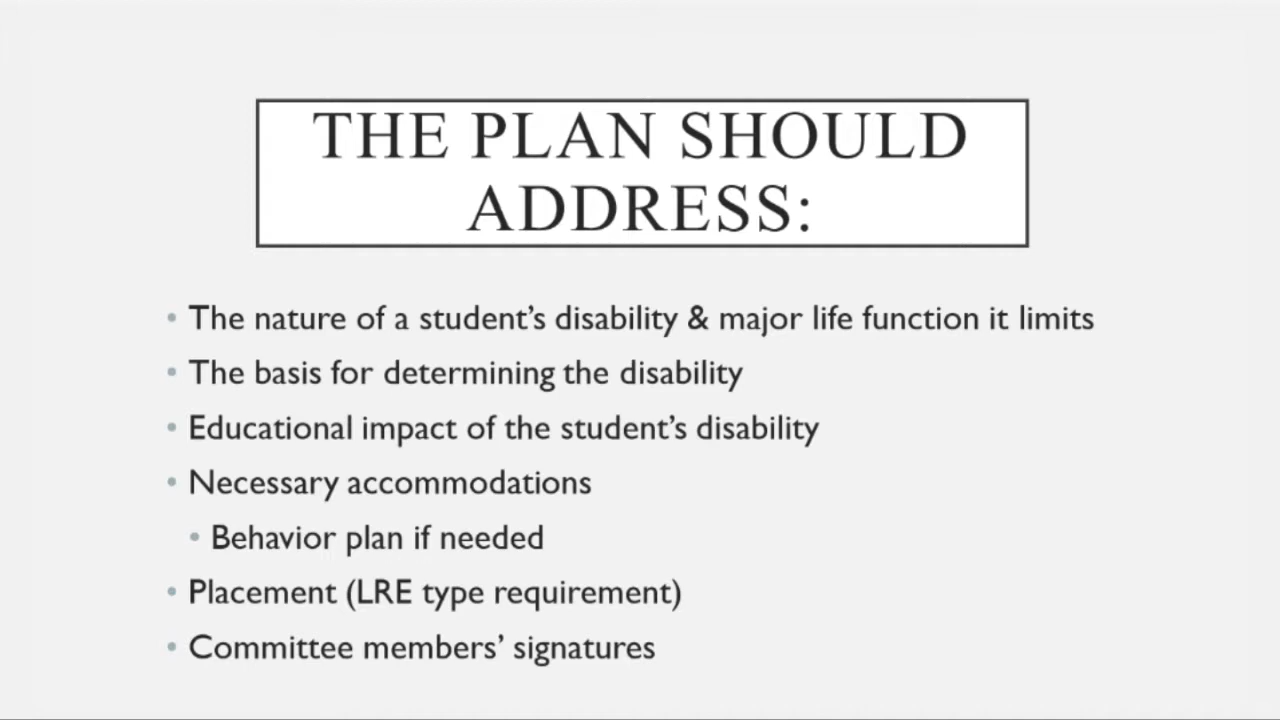 THE PLAN SHOULD
ADDRESS:
• The nature of a student’s disability & major life function it limits
• The basis for determining the disability
• Educational impact of the student’s disability
• Necessary accommodations
• Behavior plan if needed
• Placement (LRE type requirement)
• Committee members’ signatures